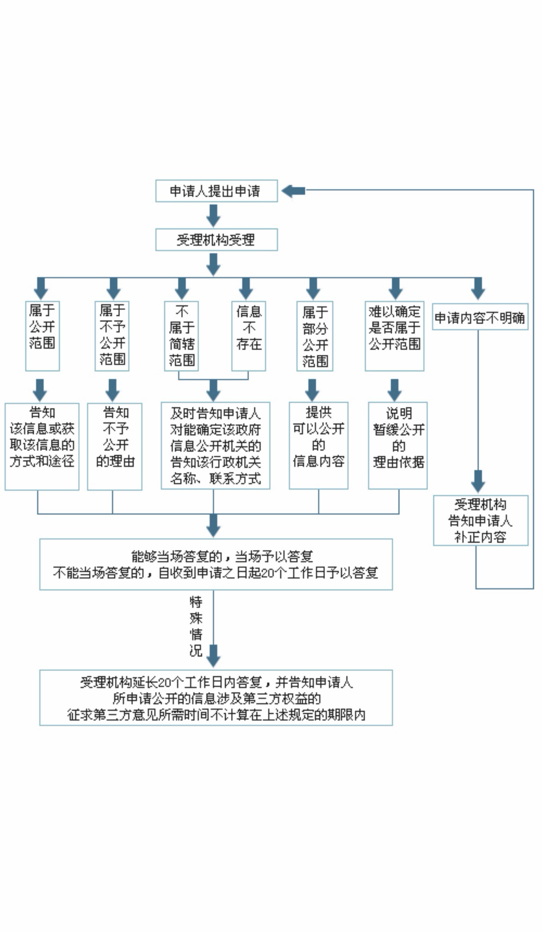 申请人提出申请
受理机构受理
属于
公开
范围
属于
不予
公开
范围
不
属于
简辖
范围
信息
不
存在
属于
部分
公开
范围
难以确定
是否属于
公开范围
申请内容不明确
告知
该信息或获
取该信息的
方式和途径
告知
不予
公开
的理由
及时告知申请人
对能确定该政府
信息公开机关的
告知该行政机关
名称、联系方式
提供
可以公开
的
信息内容
说明
暂缓公开
的
理由依据
受理机构
告知申请人
补正内容
能够当场答复的，当场予以答复
不能当场答复的，自收到申请之日起20个工作日予以答复
特
殊
情
况
受理机构延长20个工作日内答复，并告知申请人
所申请公开的信息涉及第三方权益的
征求第三方意见所需时间不计算在上述规定的期限内